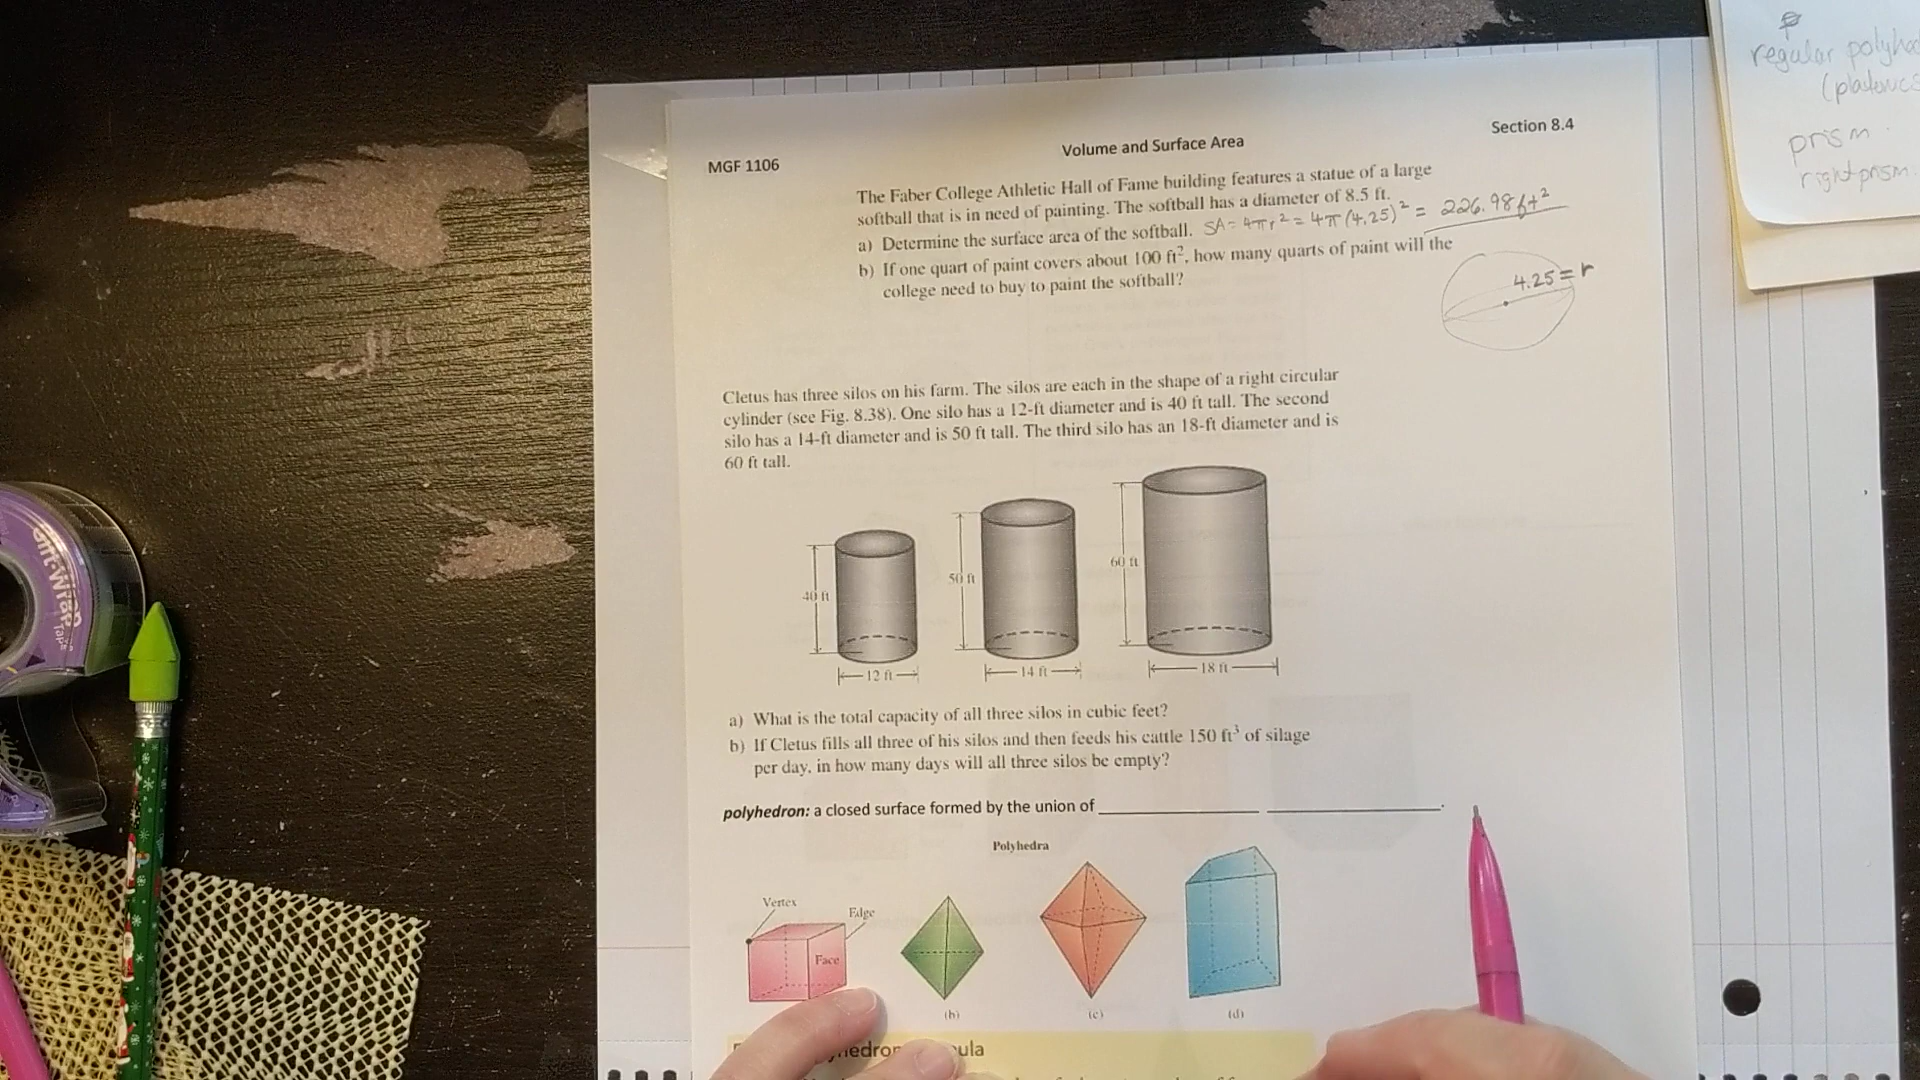 regular
prism
right prism
Section 8.4
Volume and Surface Area
MGF 1106
The Faber College Athletic Hall of Fame building features a statue of a large
softball that is in need of painting. The softball has a diameter of 8.5 ft.
a) Determine the surface area of the softball. SA = 4πr² = 4π(4.25)² = 226.98 ft²
b) If one quart of paint covers about 100 ft², how many quarts of paint will the
college need to buy to paint the softball?
4.25 = r
Cletus has three silos on his farm. The silos are each in the shape of a right circular
cylinder (see Fig. 8.38). One silo has a 12-ft diameter and is 40 ft tall. The second
silo has a 14-ft diameter and is 50 ft tall. The third silo has an 18-ft diameter and is
60 ft tall.
40 ft
50 ft
60 ft
12 ft
14 ft
18 ft
a) What is the total capacity of all three silos in cubic feet?
b) If Cletus fills all three of his silos and then feeds his cattle 150 ft³ of silage
per day, in how many days will all three silos be empty?
polyhedron: a closed surface formed by the union of ____________ ____________.
Polyhedra
Vertex
Edge
Face
(b)
(c)
(d)
Gift-Wrap
Tape